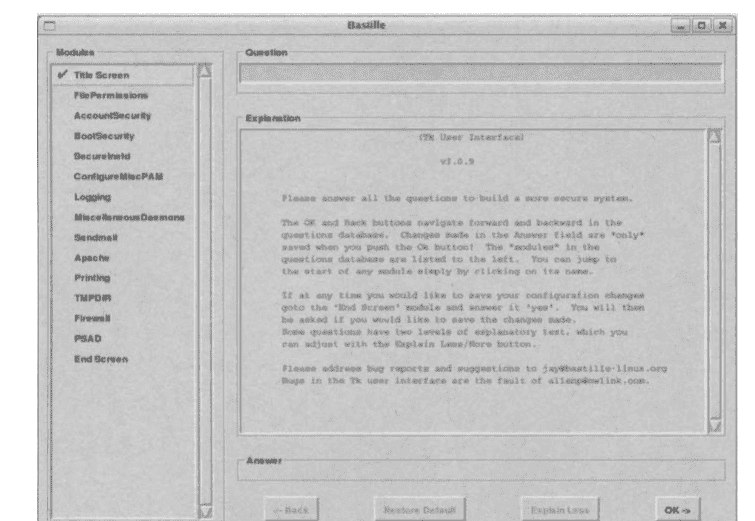 Bastille
Modules
Title Screen
FilePermissions
AccountSecurity
BootSecurity
SecureInetd
ConfigureMiscPAM
Logging
MiscellaneousDaemons
Sendmail
Apache
Printing
TMPDIR
Firewall
PSAD
End Screen
Question
Explanation
(Tk User Interface)
v3.0.9
Please answer all the questions to build a more secure system.
The OK and Back buttons navigate forward and backward in the
questions database. Changes made in the Answer field are *only*
saved when you push the Ok button! The "modules" in the
questions database are listed to the left. You can jump to
the start of any module simply by clicking on its name.
If at any time you would like to save your configuration changes
goto the 'End Screen' module and answer it 'yes'. You will then
be asked if you would like to save the changes made.
Some questions have two levels of explanatory text, which you
can adjust with the Explain Less/More button.
Please address bug reports and suggestions to jay@bastille-linux.org
Bugs in the Tk user interface are the fault of allenp@nwlink.com.
Answer
<- Back
Restore Default
Explain Less
OK ->